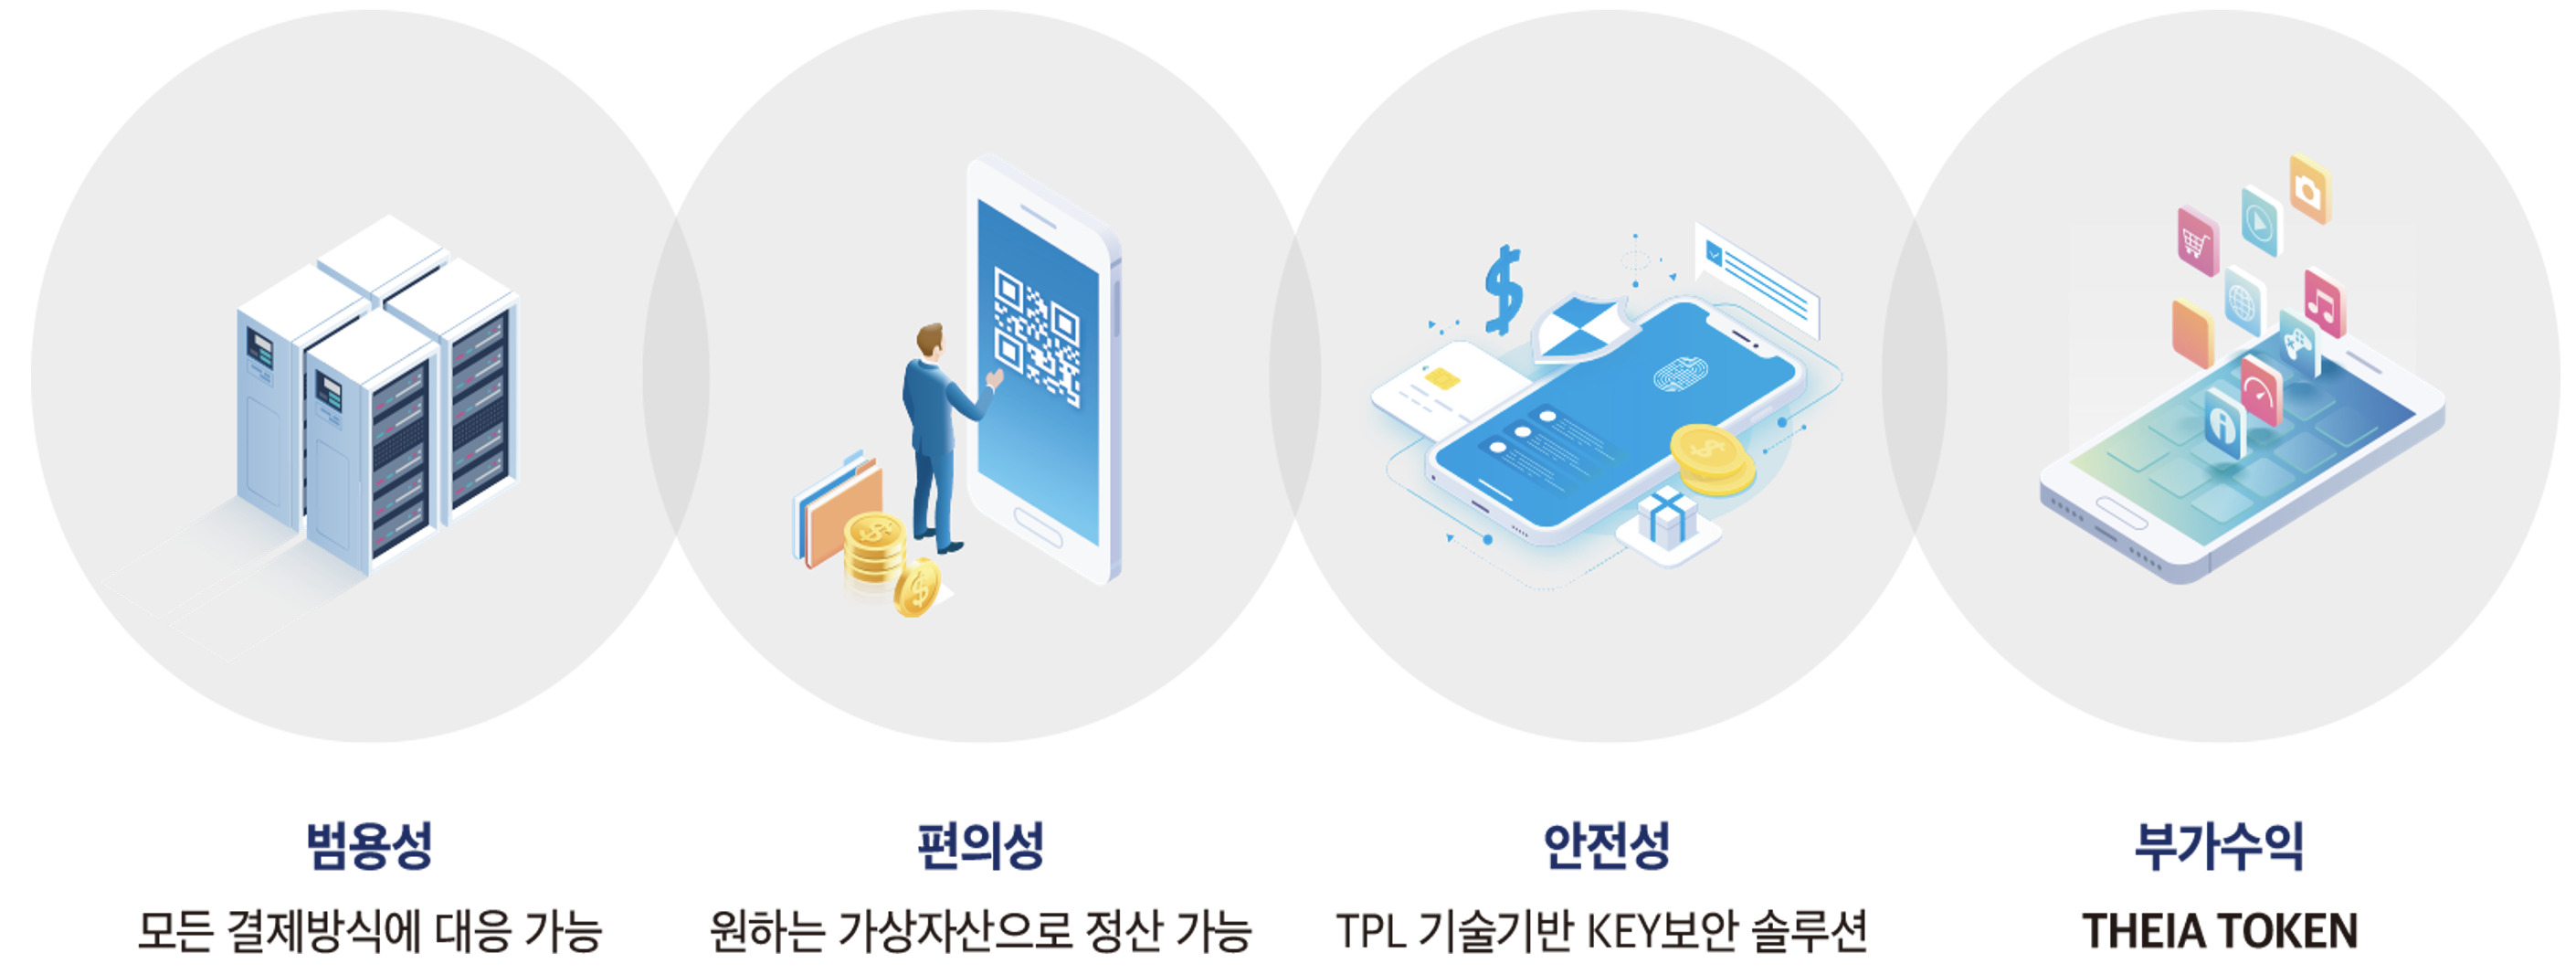 범용성
모든 결제방식에 대응 가능
편의성
원하는 가상자산으로 정산 가능
안전성
TPL 기술기반 KEY보안 솔루션
부가수익
THEIA TOKEN